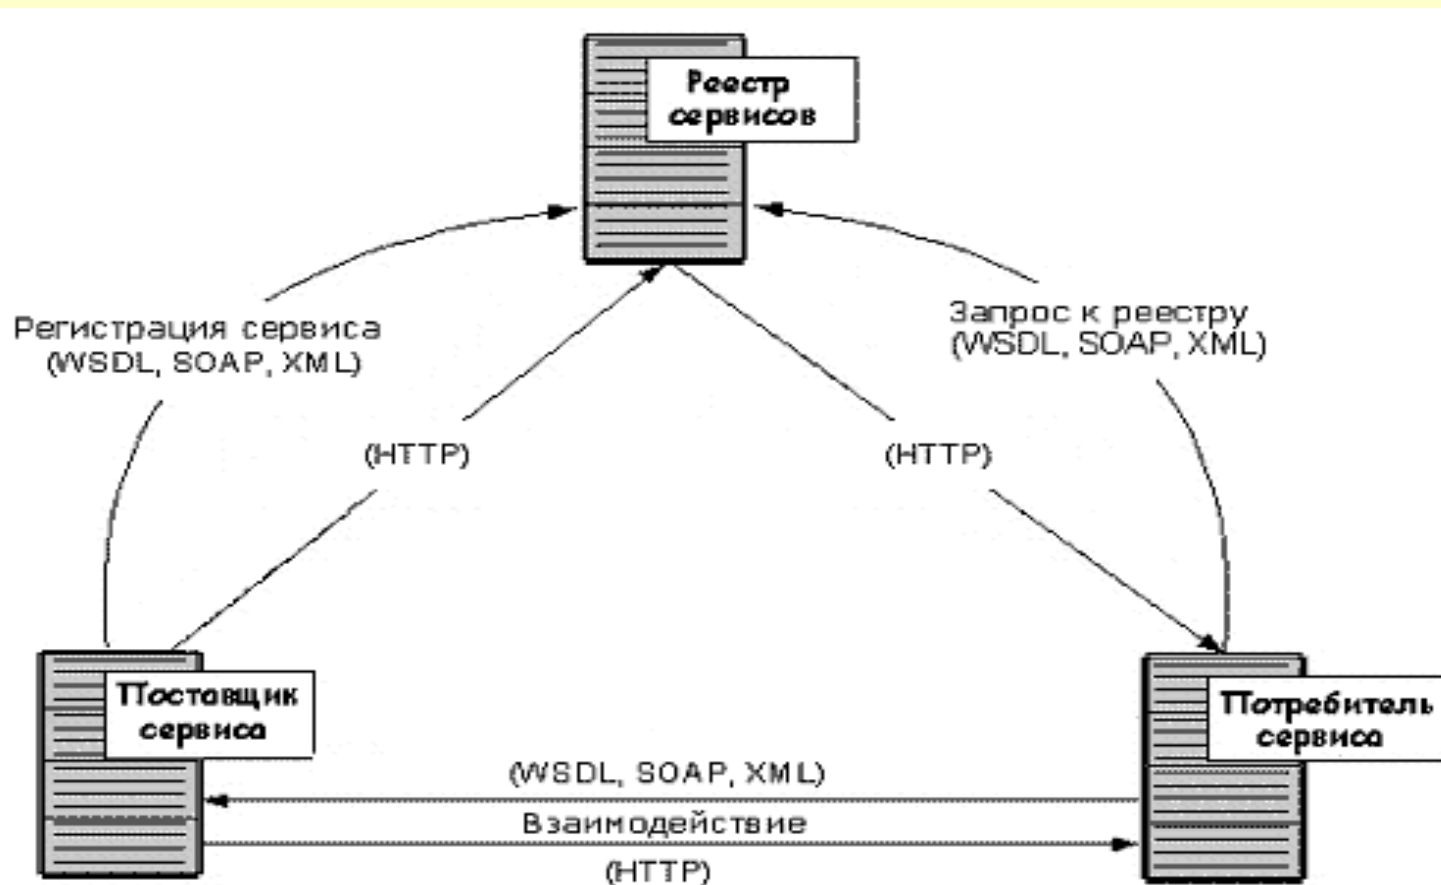 Реестр
сервисов
Регистрация сервиса
(WSDL, SOAP, XML)
Запрос к реестру
(WSDL, SOAP, XML)
(HTTP)
(HTTP)
Поставщик
сервиса
Потребитель
сервиса
(WSDL, SOAP, XML)
Взаимодействие
(HTTP)